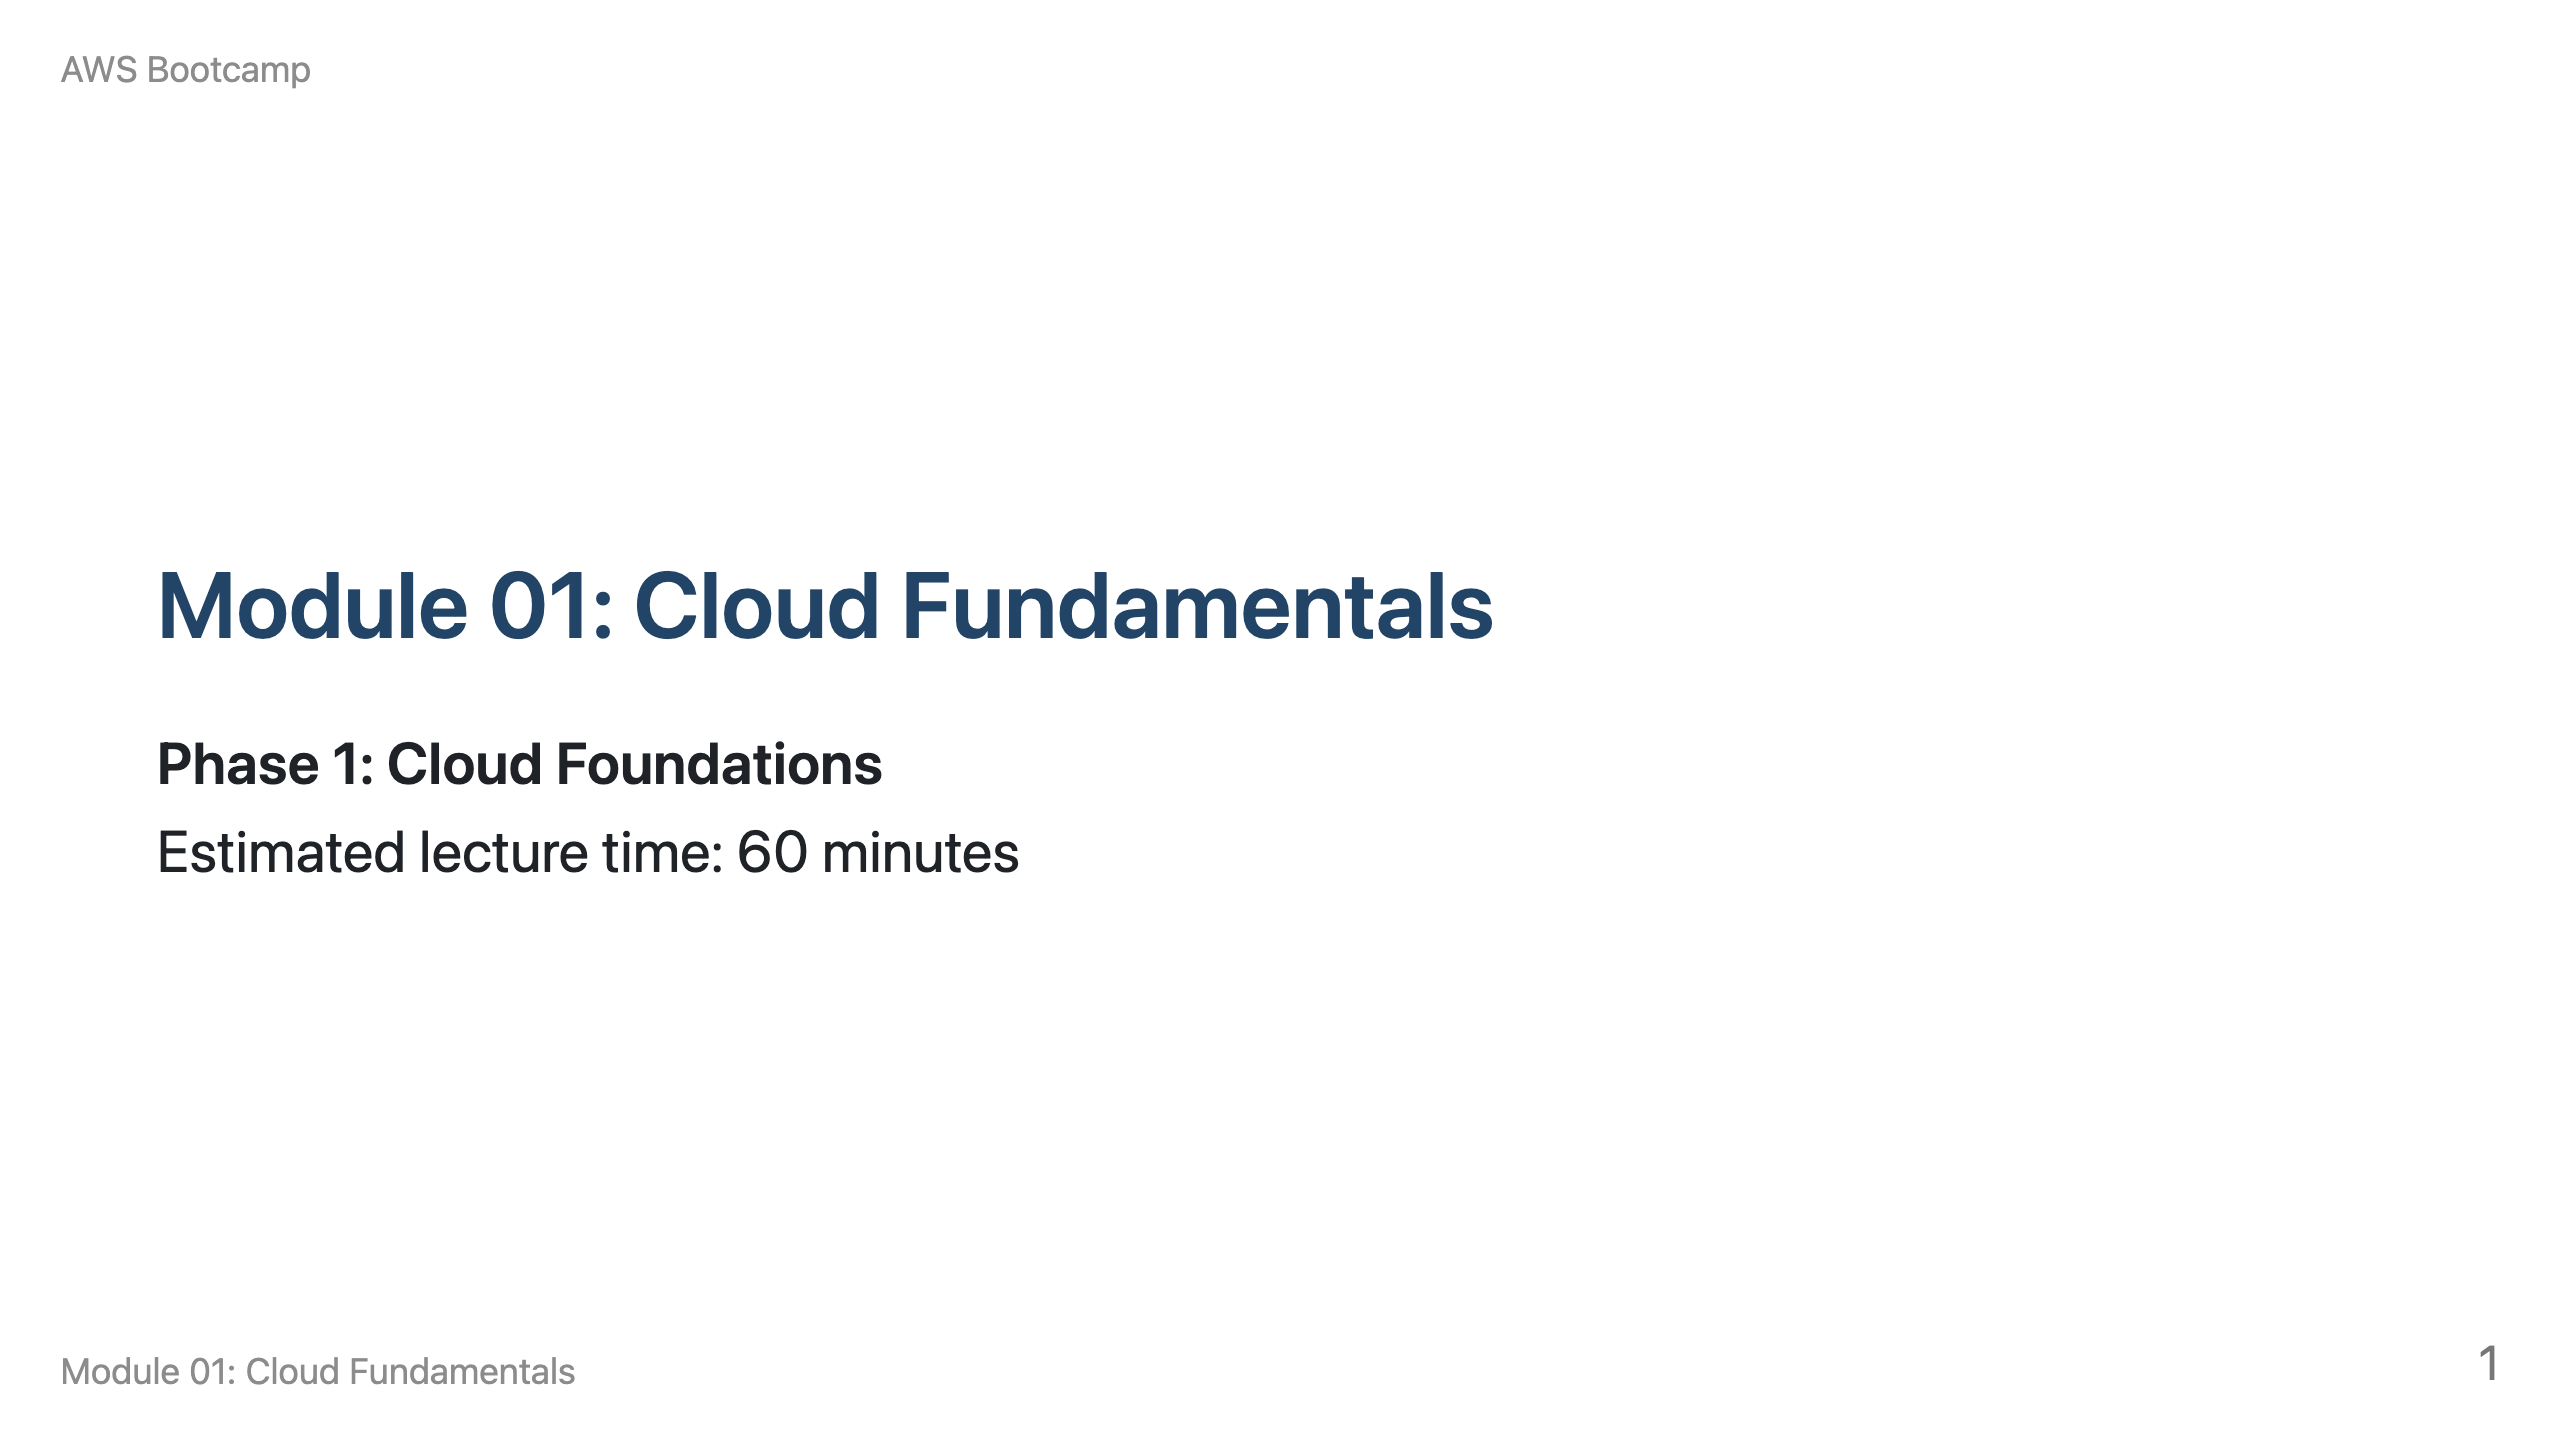 AWS Bootcamp
Module 01: Cloud Fundamentals
Phase 1: Cloud Foundations
Estimated lecture time: 60 minutes
Module 01: Cloud Fundamentals
1